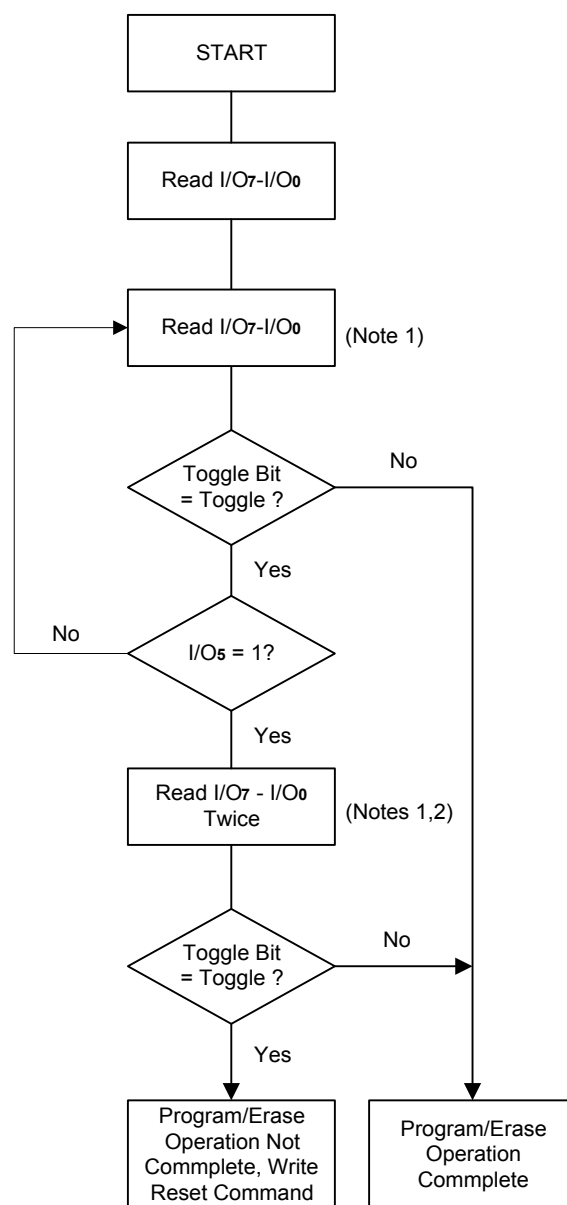 START
Read I/O7-I/O0
Read I/O7-I/O0
(Note 1)
Toggle Bit
= Toggle ?
No
Yes
No
I/O5 = 1?
Yes
Read I/O7 - I/O0
Twice
(Notes 1,2)
Toggle Bit
= Toggle ?
No
Yes
Program/Erase
Operation Not
Commplete, Write
Reset Command
Program/Erase
Operation
Commplete